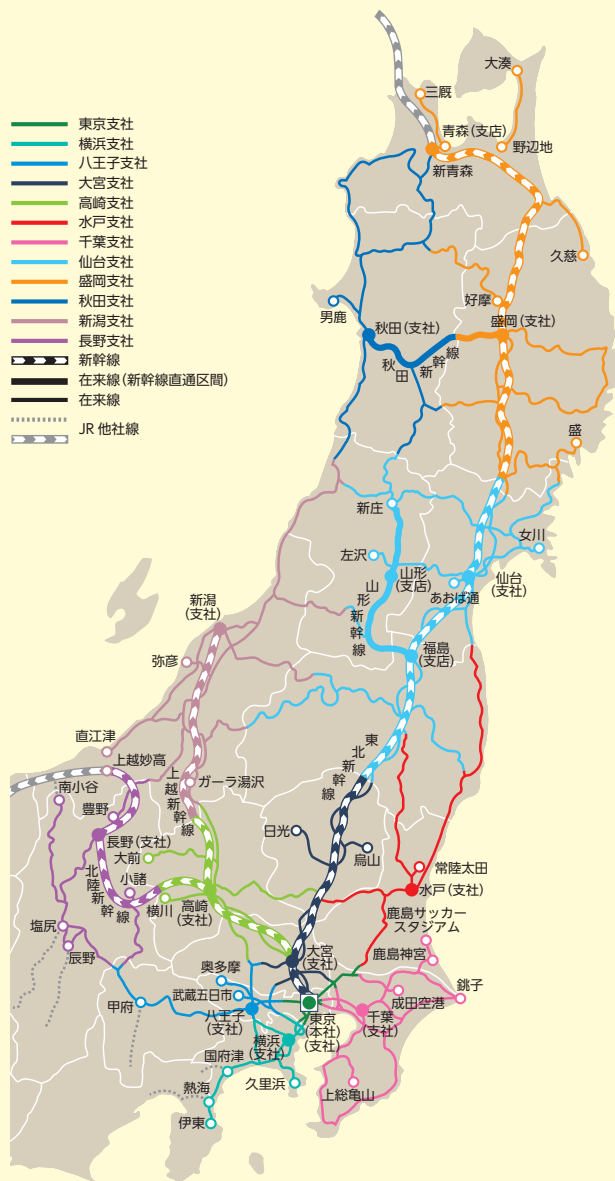 東京支社
横浜支社
八王子支社
大宮支社
高崎支社
水戸支社
千葉支社
仙台支社
盛岡支社
秋田支社
新潟支社
長野支社
新幹線
在来線(新幹線直通区間)
在来線
JR 他社線
大湊
三厩
青森(支店)
野辺地
新青森
久慈
好摩
男鹿
秋田(支社)
盛岡(支社)
秋田新幹線
盛
新庄
女川
左沢
山形
(支店)
仙台
(支社)
あおば通
山形新幹線
新潟
(支社)
福島
(支店)
弥彦
直江津
上越妙高
東北新幹線
南小谷
ガーラ湯沢
上越新幹線
豊野
長野(支社)
日光
大前
烏山
北陸新幹線
小諸
常陸太田
横川
高崎
(支社)
水戸(支社)
鹿島サッカー
スタジアム
塩尻
大宮
(支社)
鹿島神宮
辰野
奥多摩
武蔵五日市
成田空港
銚子
甲府
八王子
(支社)
東京
(本社)
(支社)
千葉
(支社)
横浜
(支社)
国府津
熱海
久里浜
上総亀山
伊東